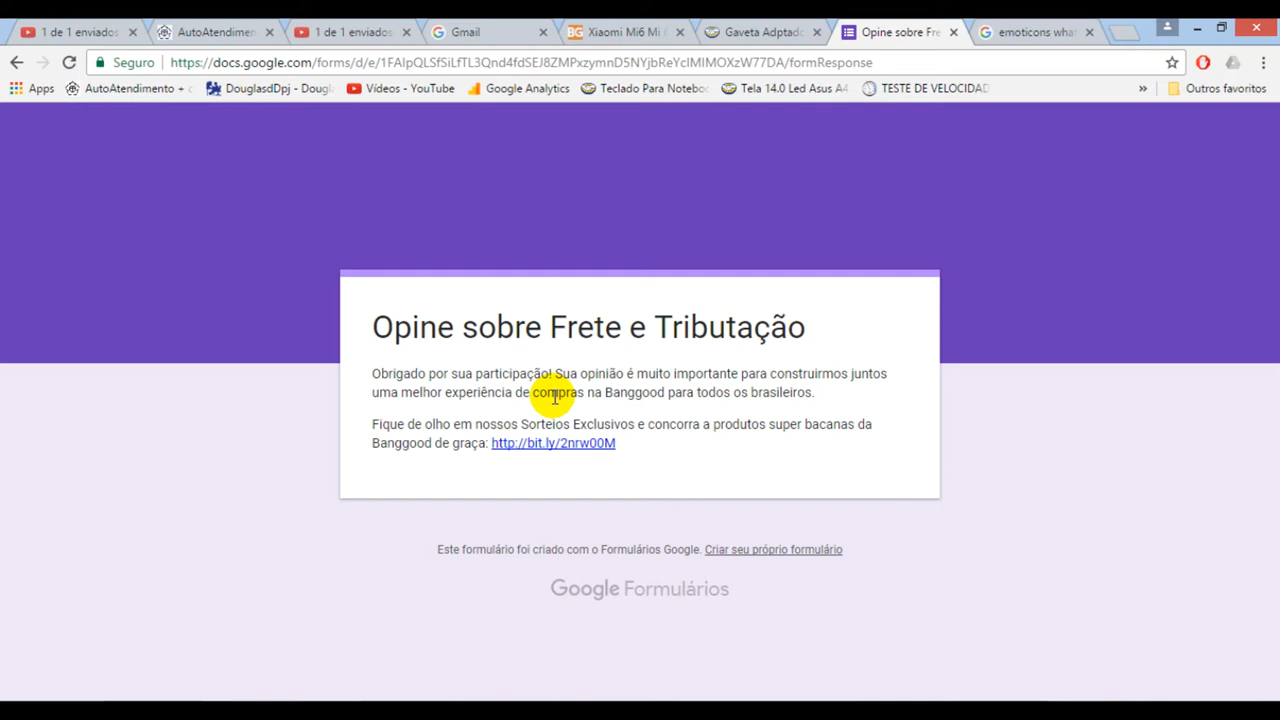 1 de 1 enviados
AutoAtendimen
1 de 1 enviados
Gmail
Xiaomi Mi6 Mi
Gaveta Adptado
Opine sobre Fre
emoticons wha
Seguro
https://docs.google.com/forms/d/e/1FAIpQLSfSiLfTL3Qnd4fdSEJ8ZMPxzymnD5NYjbReYclMIMOXzW77DA/formResponse
Apps
AutoAtendimento +
DouglasdDpj - Dougl
Vídeos - YouTube
Google Analytics
Teclado Para Noteboo
Tela 14.0 Led Asus A4
TESTE DE VELOCIDAD
»
Outros favoritos
Opine sobre Frete e Tributação
Obrigado por sua participação! Sua opinião é muito importante para construirmos juntos
uma melhor experiência de compras na Banggood para todos os brasileiros.
Fique de olho em nossos Sorteios Exclusivos e concorra a produtos super bacanas da
Banggood de graça: http://bit.ly/2nrw00M
Este formulário foi criado com o Formulários Google. Criar seu próprio formulário
Google Formulários